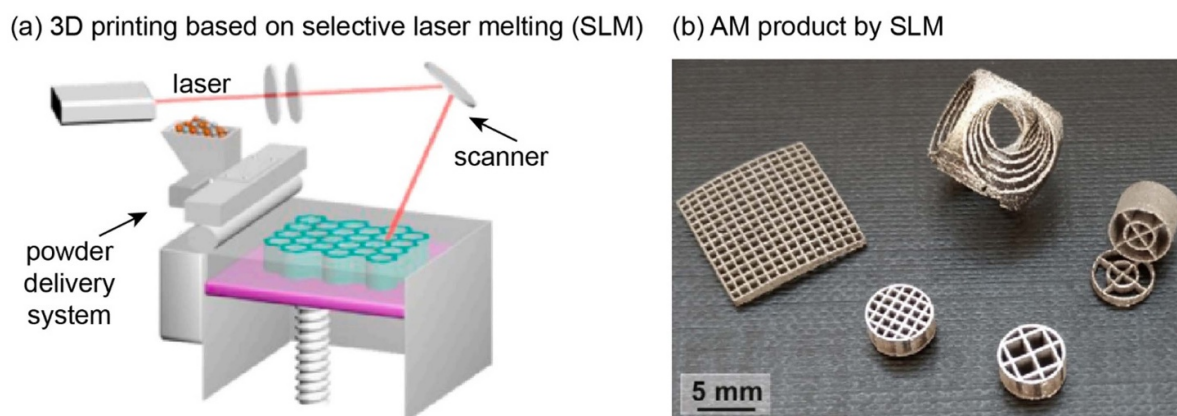 (a) 3D printing based on selective laser melting (SLM)
laser
scanner
powder
delivery
system
(b) AM product by SLM
5 mm